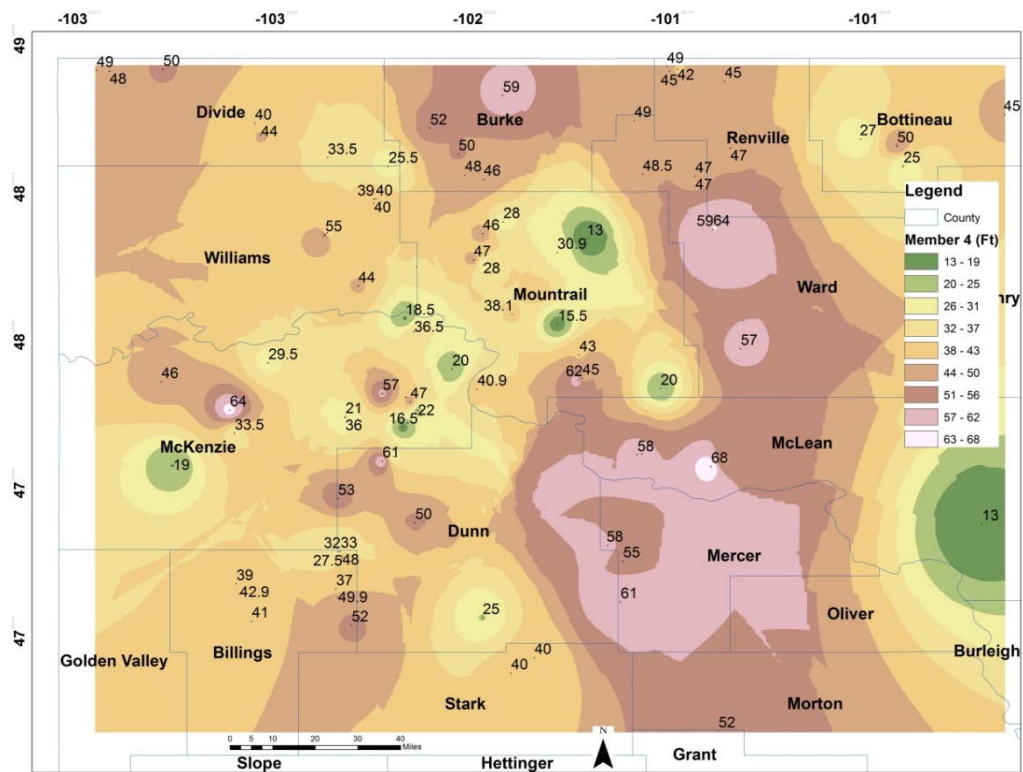 -103 -103 -102 -101 -101
49
49 50 49
48 45 42 45 45
59
Divide 40 Burke 49 Bottineau
44 52 Renville 27
33.5 50 47 50
25.5 48 46 48.5 47 25
48
39 40 47
40 28 5964
55 46 13
47 30.9
Williams 28 Ward
44 Mountrail
38.1
18.5 15.5
36.5
48
29.5 43
46 20 62 45
57 40.9 20
64 47
21 22
36 16.5
33.5 58 McLean
McKenzie 61 68
19
47
53 13
50 Dunn
3233 58
27.5 48 55 Mercer
39 37
42.9 49.9 61
41 52 25 Oliver
47
Golden Valley Billings 40 Burleigh
40
Stark Morton
52
N
0 5 10 20 30 40
Miles
Slope Hettinger Grant
Legend
County
Member 4 (Ft)
13 - 19
20 - 25
26 - 31
32 - 37
38 - 43
44 - 50
51 - 56
57 - 62
63 - 68
nry